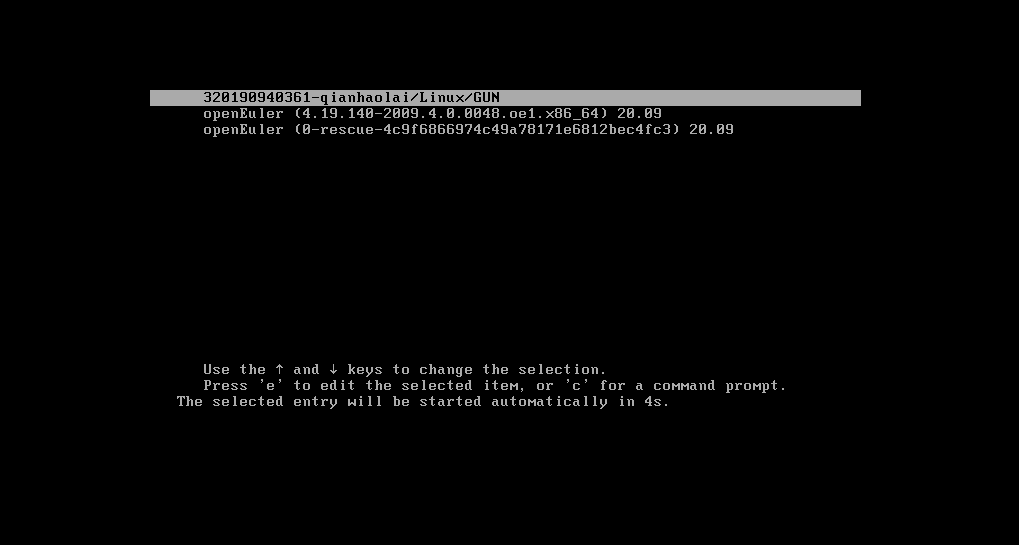 320190940361-qianhaolai/Linux/GUN
openEuler (4.19.140-2009.4.0.0048.oe1.x86_64) 20.09
openEuler (0-rescue-4c9f6866974c49a78171e6812bec4fc3) 20.09
Use the ↑ and ↓ keys to change the selection.
Press 'e' to edit the selected item, or 'c' for a command prompt.
The selected entry will be started automatically in 4s.